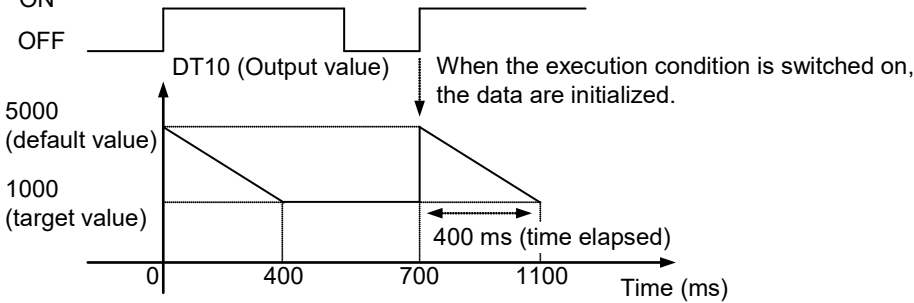 ON
OFF
DT10 (Output value)
When the execution condition is switched on,
the data are initialized.
5000
(default value)
1000
(target value)
400 ms (time elapsed)
0
400
700
1100
Time (ms)